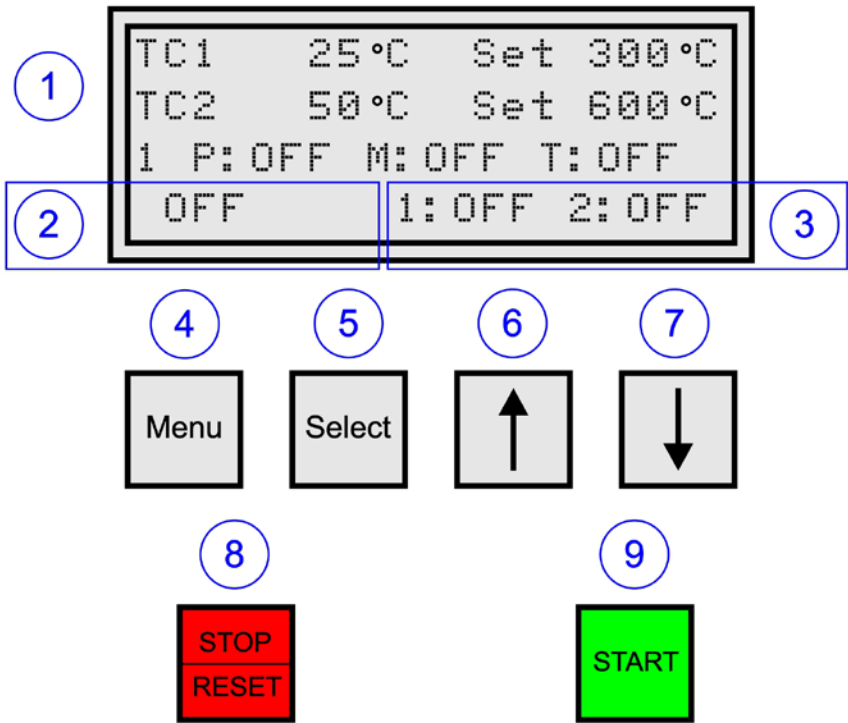 1
TC1 25°C Set 300°C
TC2 50°C Set 600°C
1 P:OFF M:OFF T:OFF
2 OFF 1:OFF 2:OFF 3
4 5 6 7
Menu Select ↑ ↓
8 9
STOP
RESET
START